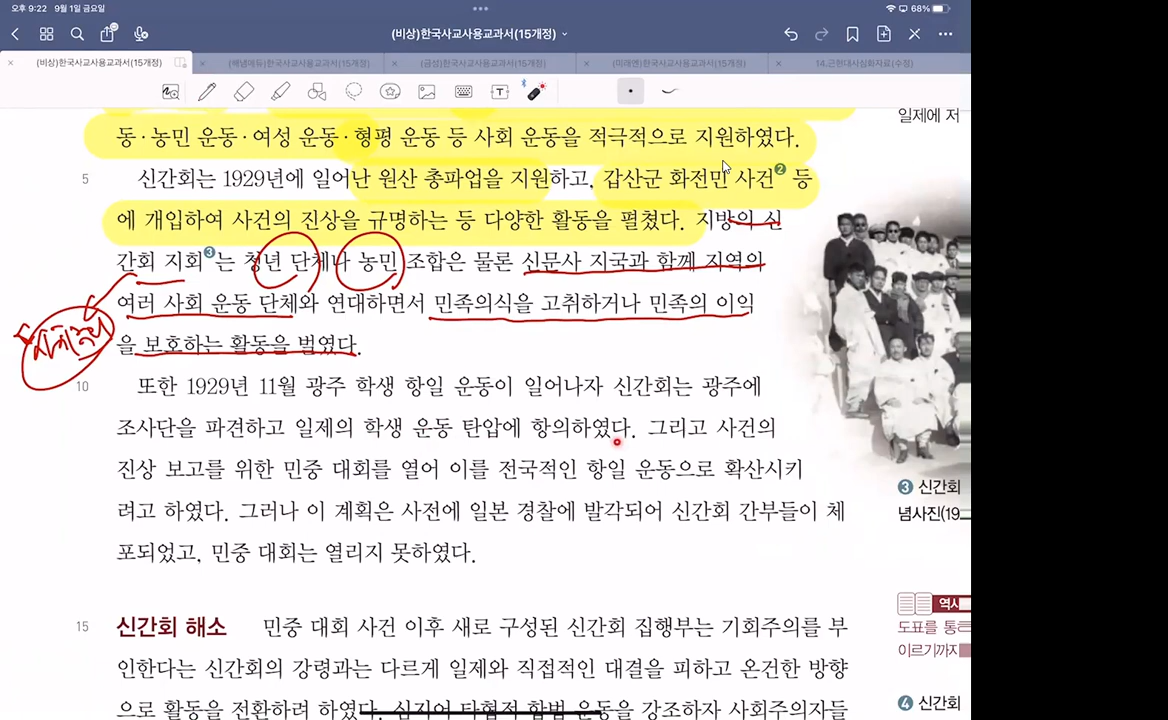 오후 9:22 9월 1일 금요일
68%
(비상)한국사교사용교과서(15개정)
(비상)한국사교사용교과서(15개정)
(해냄에듀)한국사교사용교과서(15개정)
(금성)한국사교사용교과서(15개정)
(미래엔)한국사교사용교과서(15개정)
14.근현대사심화자료(수정)
동·농민 운동·여성 운동·형평 운동 등 사회 운동을 적극적으로 지원하였다.
5 신간회는 1929년에 일어난 원산 총파업을 지원하고, 갑산군 화전민 사건❷ 등
에 개입하여 사건의 진상을 규명하는 등 다양한 활동을 펼쳤다. 지방의 신
간회 지회❸는 청년 단체나 농민 조합은 물론 신문사 지국과 함께 지역의
여러 사회 운동 단체와 연대하면서 민족의식을 고취하거나 민족의 이익
을 보호하는 활동을 벌였다.
10 또한 1929년 11월 광주 학생 항일 운동이 일어나자 신간회는 광주에
조사단을 파견하고 일제의 학생 운동 탄압에 항의하였다. 그리고 사건의
진상 보고를 위한 민중 대회를 열어 이를 전국적인 항일 운동으로 확산시키
려고 하였다. 그러나 이 계획은 사전에 일본 경찰에 발각되어 신간회 간부들이 체
포되었고, 민중 대회는 열리지 못하였다.
15 신간회 해소 민중 대회 사건 이후 새로 구성된 신간회 집행부는 기회주의를 부
인한다는 신간회의 강령과는 다르게 일제와 직접적인 대결을 피하고 온건한 방향
으로 활동을 전환하려 하였다. 심지어 타협적 합법 운동을 강조하자 사회주의자들
일제에 저
❸ 신간회
념사진(19
역사
도표를 통
이르기까지
❹ 신간회